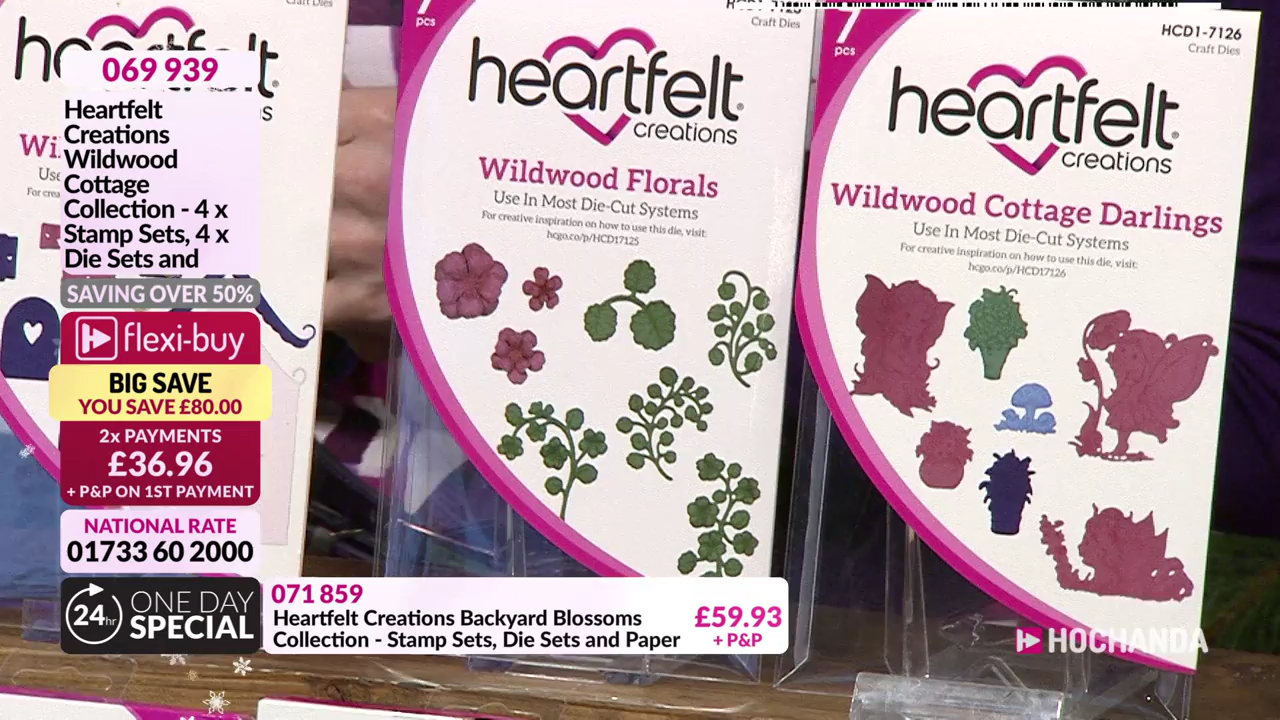 069 939
Heartfelt
Creations
Wildwood
Cottage
Collection - 4 x
Stamp Sets, 4 x
Die Sets and
SAVING OVER 50%
flexi-buy
BIG SAVE
YOU SAVE £80.00
2x PAYMENTS
£36.96
+ P&P ON 1ST PAYMENT
NATIONAL RATE
01733 60 2000
24hr
ONE DAY
SPECIAL
071 859
Heartfelt Creations Backyard Blossoms
Collection - Stamp Sets, Die Sets and Paper
£59.93
+ P&P
Craft Dies
7
pcs
Craft Dies
heartfelt
creations
Wildwood Florals
Use In Most Die-Cut Systems
For creative inspiration on how to use this die, visit:
hcgo.co/p/HCD17125
7
pcs
HCD1-7126
Craft Dies
heartfelt
creations
Wildwood Cottage Darlings
Use In Most Die-Cut Systems
For creative inspiration on how to use this die, visit:
hcgo.co/p/HCD17126
HOCHANDA